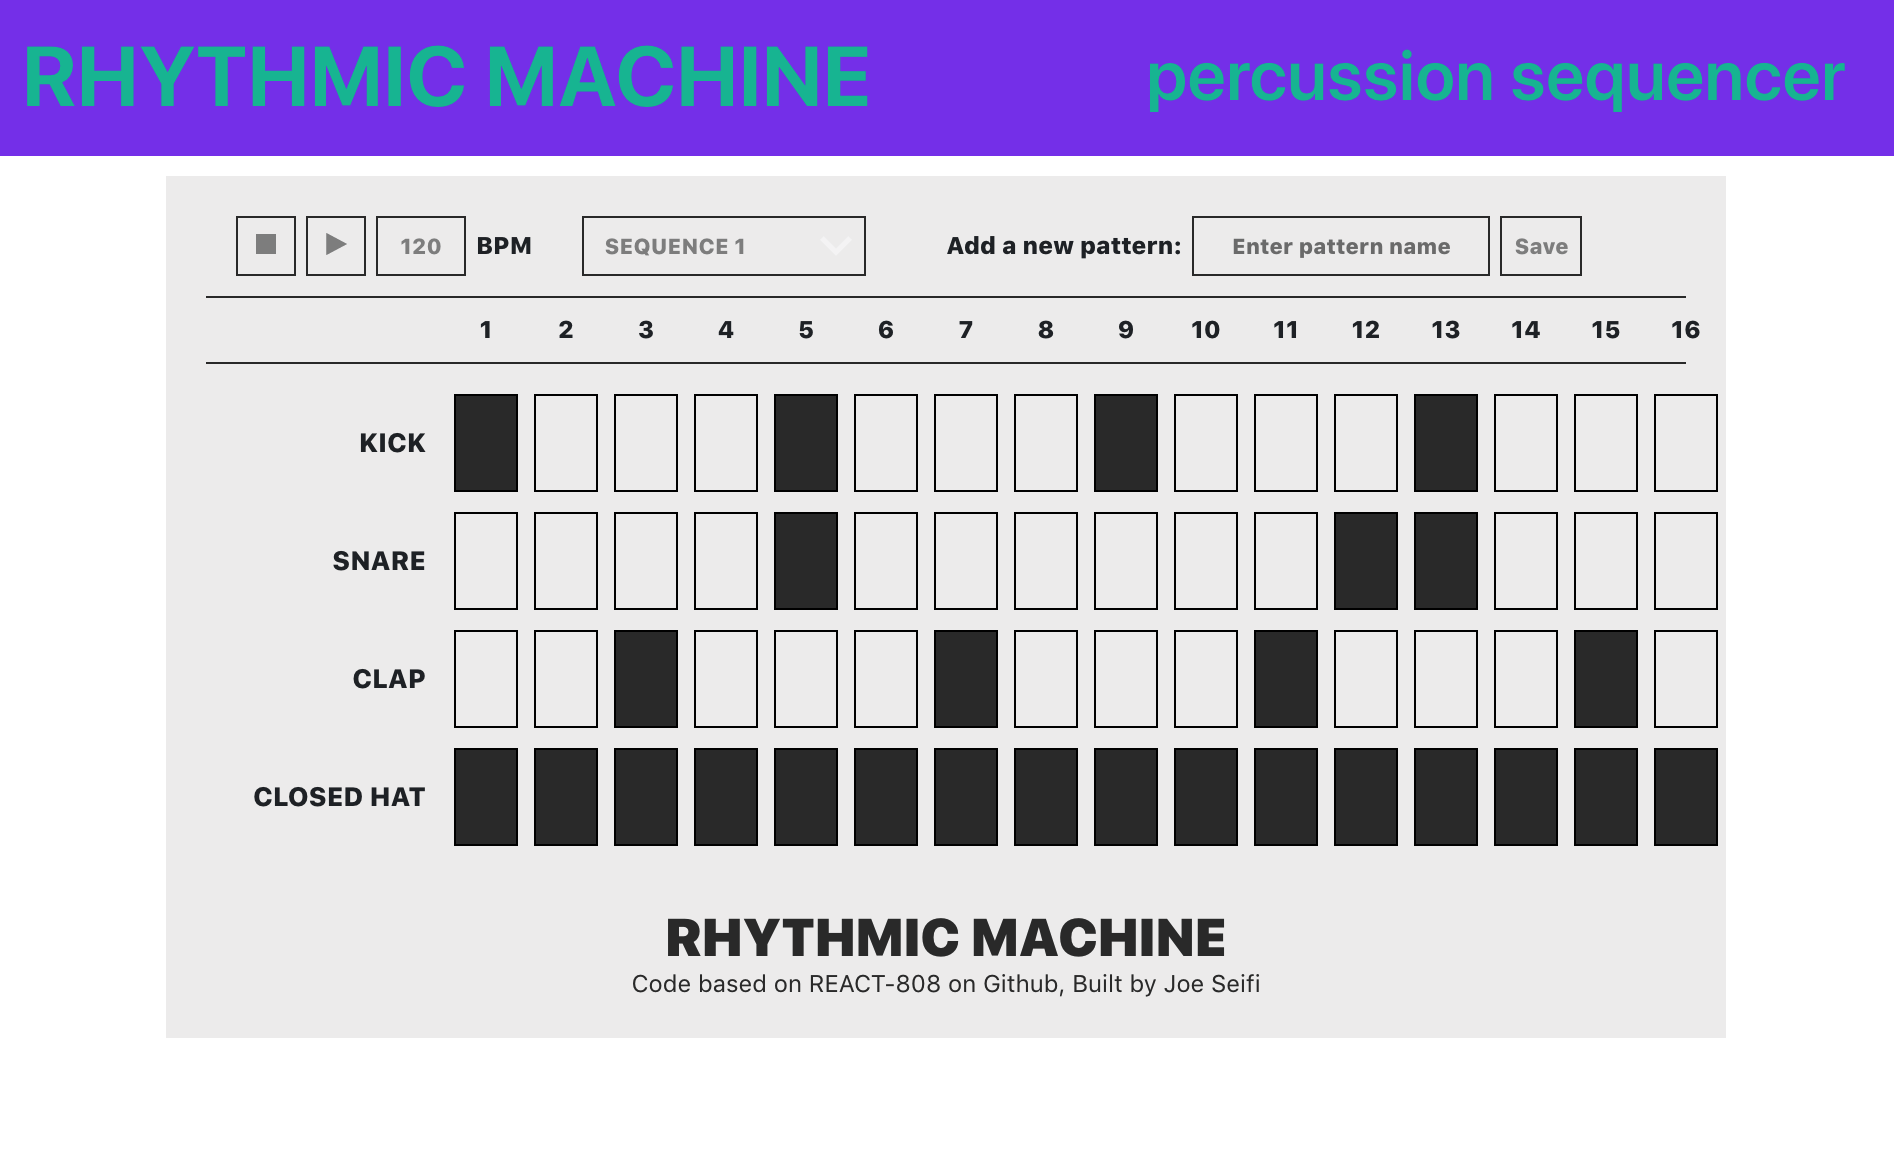 RHYTHMIC MACHINE percussion sequencer
120 BPM SEQUENCE 1 Add a new pattern: Enter pattern name Save
1 2 3 4 5 6 7 8 9 10 11 12 13 14 15 16
KICK
SNARE
CLAP
CLOSED HAT
RHYTHMIC MACHINE
Code based on REACT-808 on Github, Built by Joe Seifi